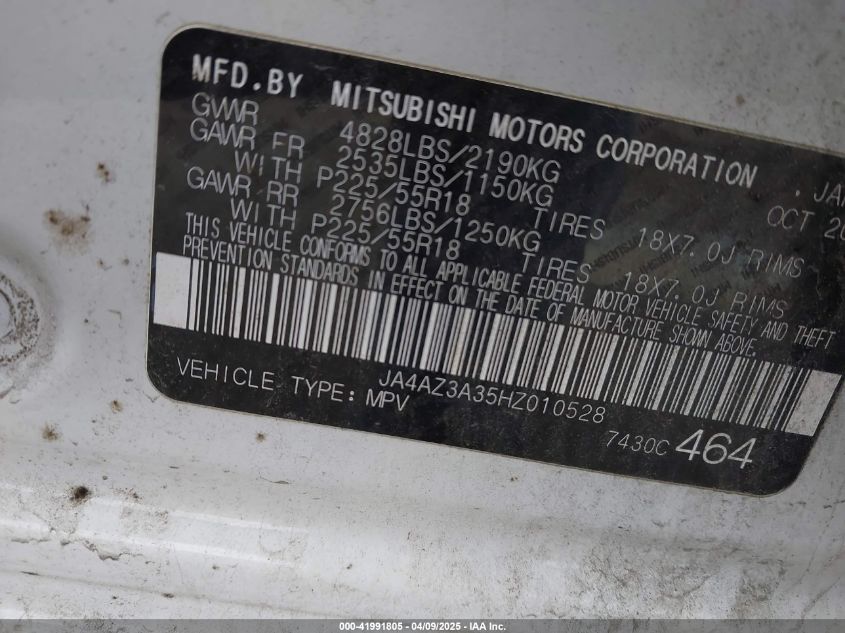 MFD.BY MITSUBISHI MOTORS CORPORATION
GVWR 4828LBS/2190KG OCT
GAWR FR 2535LBS/1150KG
WITH P225/55R18 TIRES 18X7.0J RIMS
GAWR RR 2756LBS/1250KG
WITH P225/55R18 TIRES 18X7.0J RIMS
THIS VEHICLE CONFORMS TO ALL APPLICABLE FEDERAL MOTOR VEHICLE SAFETY AND THEFT
PREVENTION STANDARDS IN EFFECT ON THE DATE OF MANUFACTURE SHOWN ABOVE.
JA4AZ3A35HZ010528
VEHICLE TYPE: MPV
7430C 464
000-41991805 - 04/09/2025 - IAA Inc.